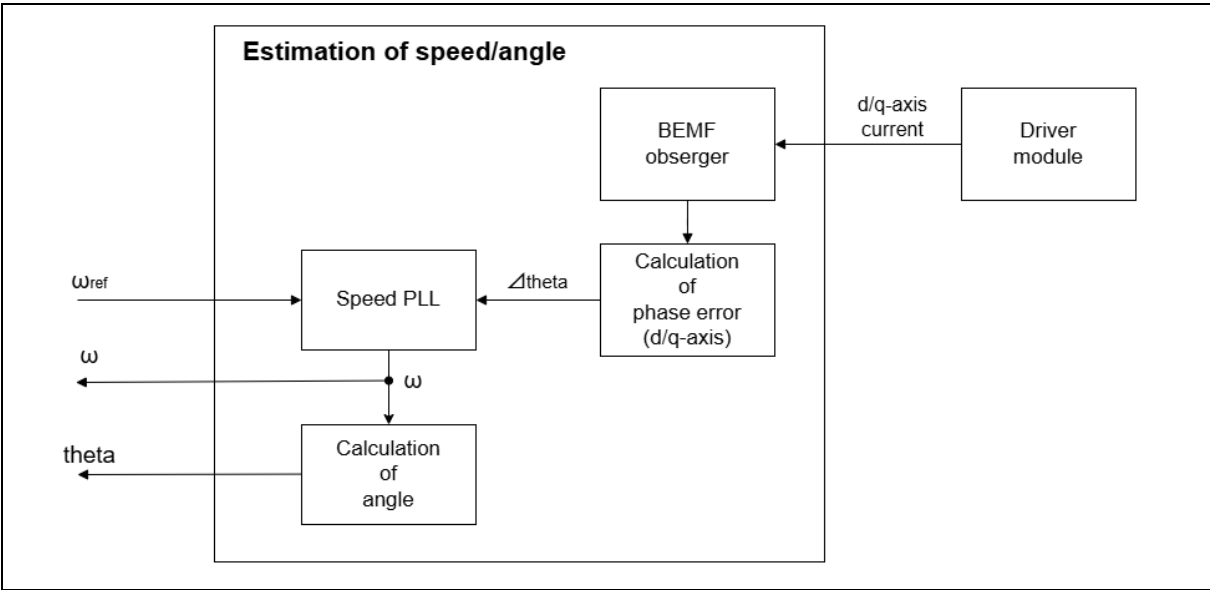 Estimation of speed/angle
BEMF
obserger
d/q-axis
current
Driver
module
Calculation
of
phase error
(d/q-axis)
⊿theta
Speed PLL
ωref
ω
ω
Calculation
of
angle
theta